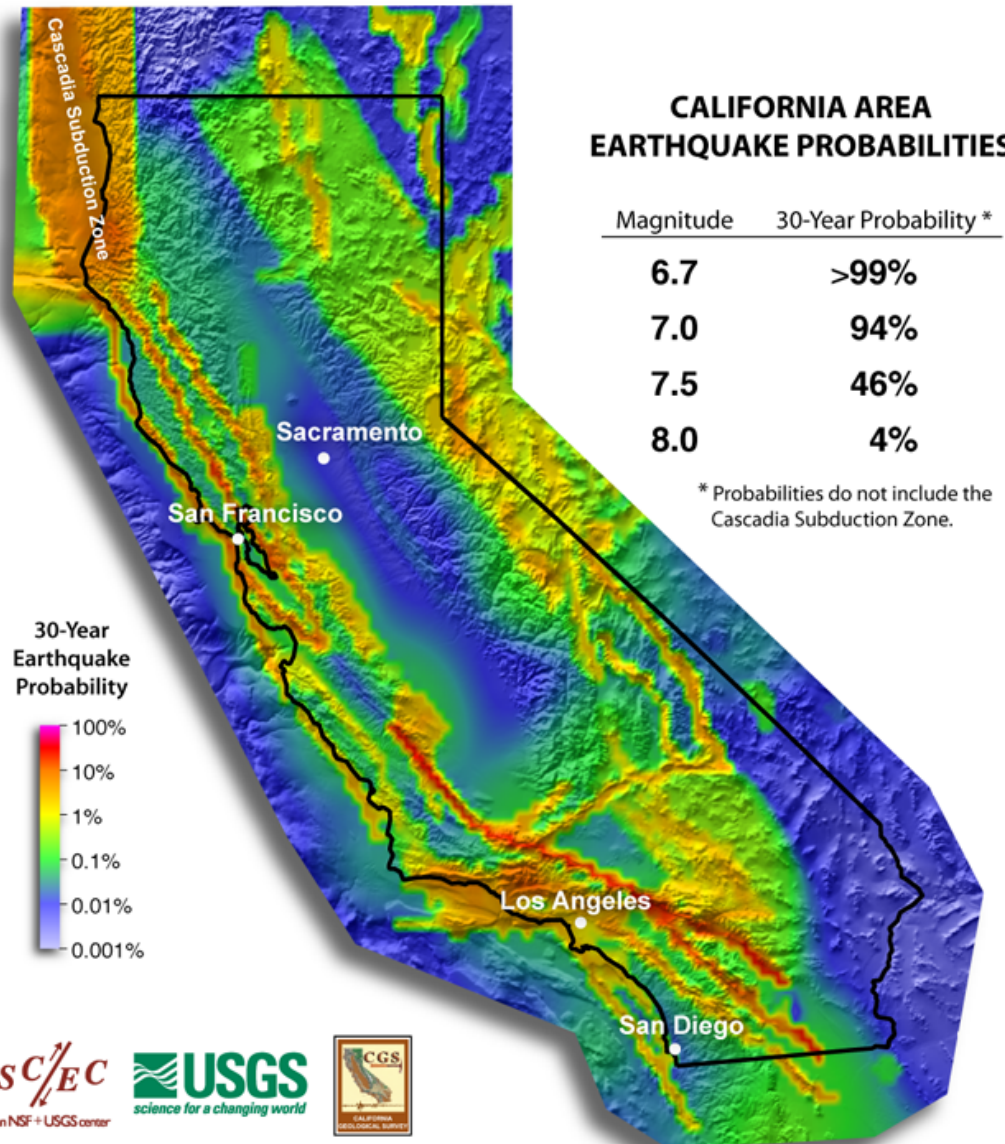 Cascadia Subduction Zone
CALIFORNIA AREA
EARTHQUAKE PROBABILITIES
Magnitude 30-Year Probability *
6.7 >99%
7.0 94%
7.5 46%
8.0 4%
* Probabilities do not include the
Cascadia Subduction Zone.
Sacramento
San Francisco
Los Angeles
San Diego
30-Year
Earthquake
Probability
100%
10%
1%
0.1%
0.01%
0.001%
SC/EC
an NSF+USGS center
USGS
science for a changing world
CGS
CALIFORNIA
GEOLOGICAL SURVEY